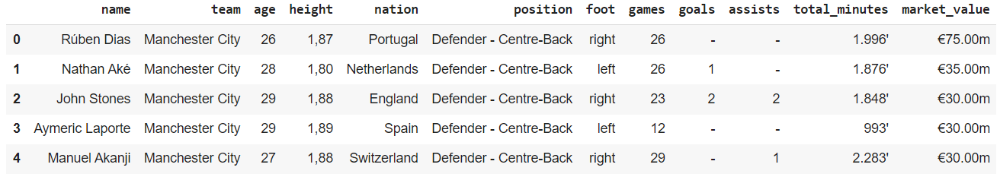 name team age height nation position foot games goals assists total_minutes market_value
0 Rúben Dias Manchester City 26 1,87 Portugal Defender - Centre-Back right 26 - - 1.996' €75.00m
1 Nathan Aké Manchester City 28 1,80 Netherlands Defender - Centre-Back left 26 1 - 1.876' €35.00m
2 John Stones Manchester City 29 1,88 England Defender - Centre-Back right 23 2 2 1.848' €30.00m
3 Aymeric Laporte Manchester City 29 1,89 Spain Defender - Centre-Back left 12 - - 993' €30.00m
4 Manuel Akanji Manchester City 27 1,88 Switzerland Defender - Centre-Back right 29 - 1 2.283' €30.00m